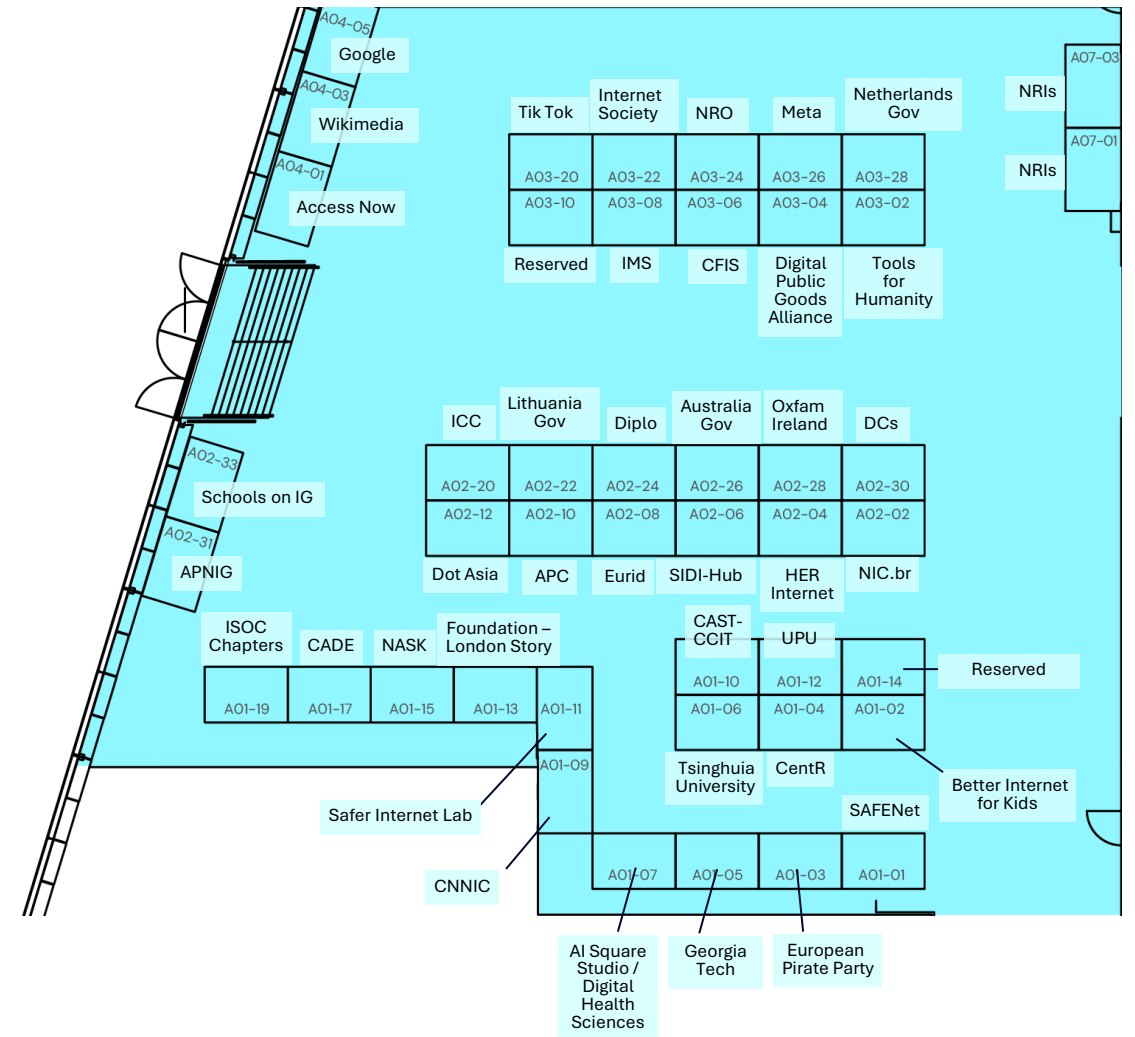 A04-05
Google
A04-03
Wikimedia
A04-01
Access Now
Tik Tok
Internet
Society
NRO
Meta
Netherlands
Gov
A07-03
NRIs
A07-01
NRIs
A03-20
A03-22
A03-24
A03-26
A03-28
A03-10
A03-08
A03-06
A03-04
A03-02
Reserved
IMS
CFIS
Digital
Public
Goods
Alliance
Tools
for
Humanity
ICC
Lithuania
Gov
Diplo
Australia
Gov
Oxfam
Ireland
DCs
A02-20
A02-22
A02-24
A02-26
A02-28
A02-30
A02-12
A02-10
A02-08
A02-06
A02-04
A02-02
Dot Asia
APC
Eurid
SIDI-Hub
HER
Internet
NIC.br
A02-33
Schools on IG
A02-31
APNIG
ISOC
Chapters
CADE
NASK
Foundation –
London Story
A01-19
A01-17
A01-15
A01-13
A01-11
A01-09
CAST-
CCIT
UPU
Reserved
A01-10
A01-12
A01-14
A01-06
A01-04
A01-02
Tsinghuia
University
CentR
Better Internet
for Kids
Safer Internet Lab
CNNIC
SAFENet
A01-07
A01-05
A01-03
A01-01
AI Square
Studio /
Digital
Health
Sciences
Georgia
Tech
European
Pirate Party